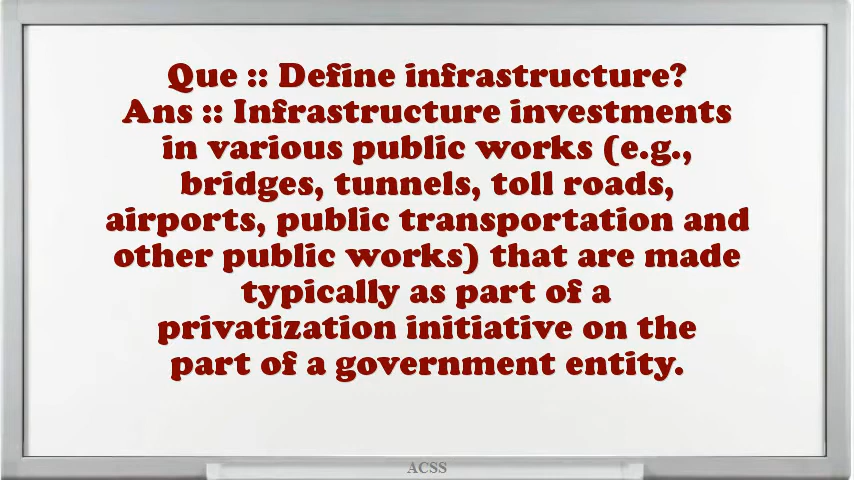 Que :: Define infrastructure?
Ans :: Infrastructure investments
in various public works (e.g.,
bridges, tunnels, toll roads,
airports, public transportation and
other public works) that are made
typically as part of a
privatization initiative on the
part of a government entity.
ACSS